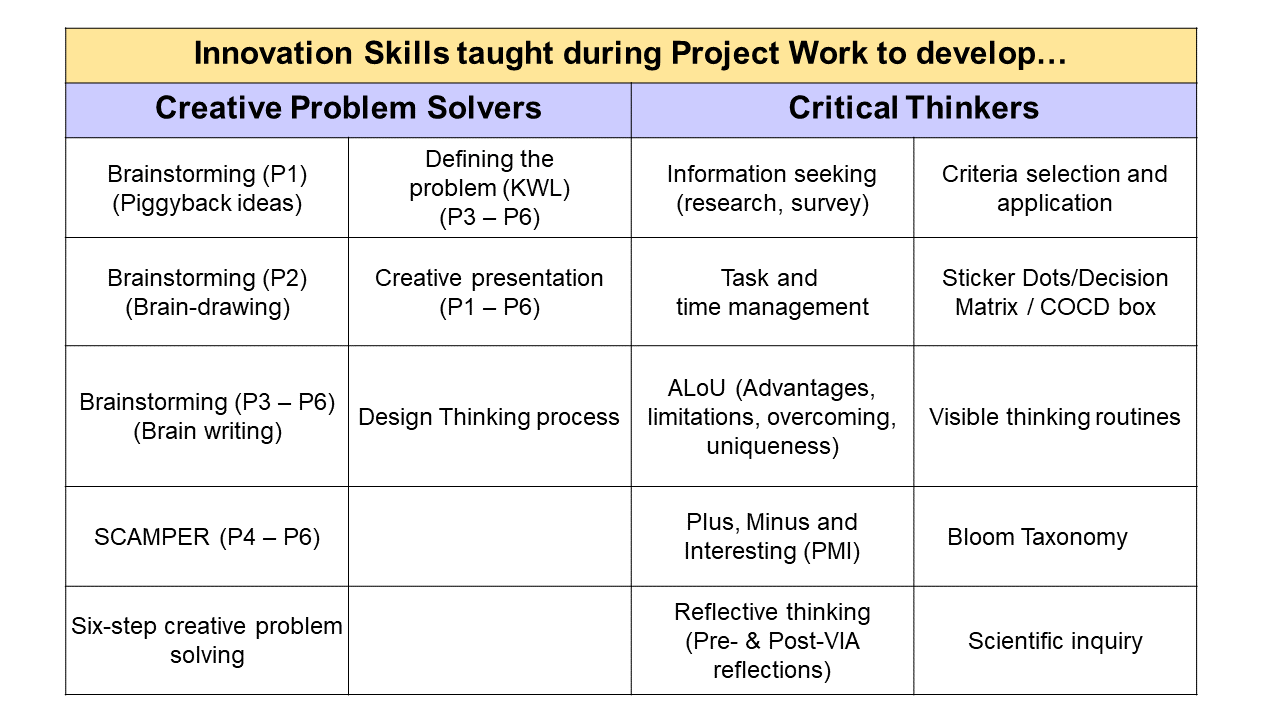 Innovation Skills taught during Project Work to develop…
Creative Problem Solvers
Critical Thinkers
Brainstorming (P1)
(Piggyback ideas)
Defining the
problem (KWL)
(P3 – P6)
Information seeking
(research, survey)
Criteria selection and
application
Brainstorming (P2)
(Brain-drawing)
Creative presentation
(P1 – P6)
Task and
time management
Sticker Dots/Decision
Matrix / COCD box
Brainstorming (P3 – P6)
(Brain writing)
Design Thinking process
ALoU (Advantages,
limitations, overcoming,
uniqueness)
Visible thinking routines
SCAMPER (P4 – P6)
Plus, Minus and
Interesting (PMI)
Bloom Taxonomy
Six-step creative problem
solving
Reflective thinking
(Pre- & Post-VIA
reflections)
Scientific inquiry